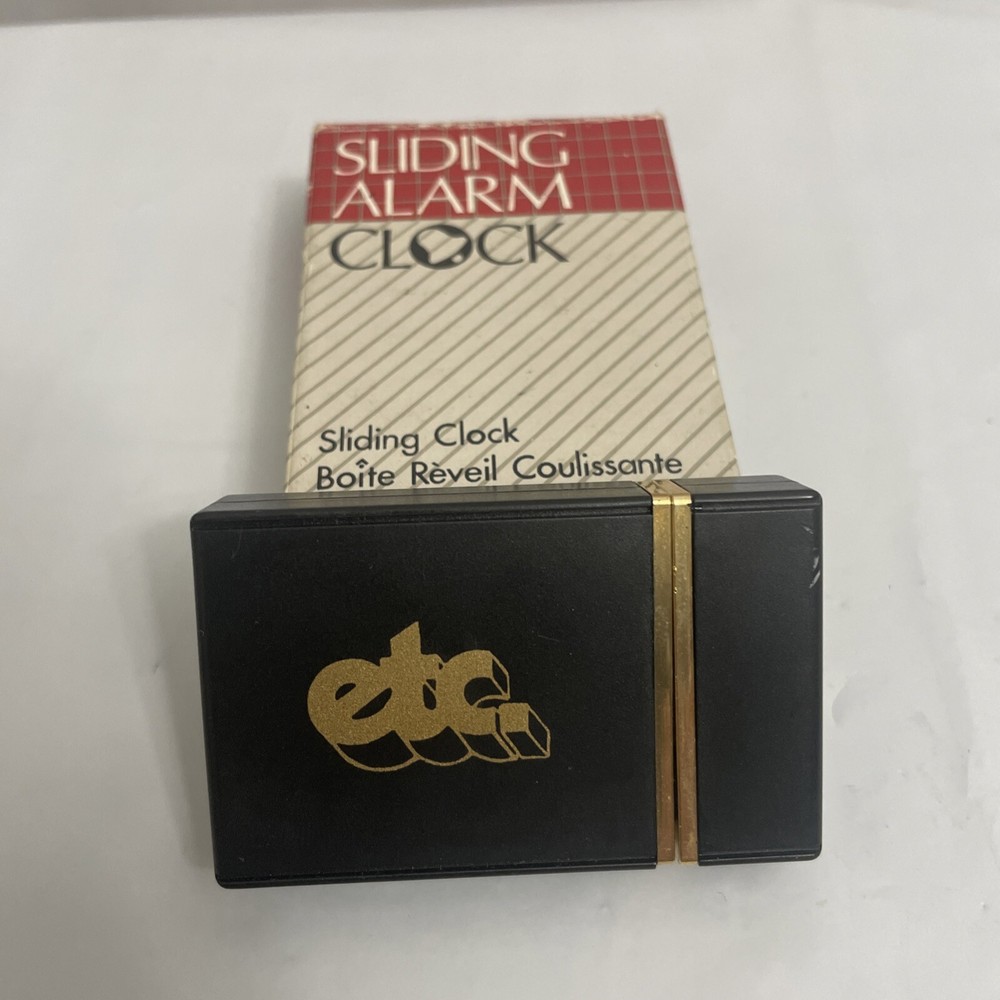 SLIDING
ALARM
CLOCK
Sliding Clock
Boîte Rèveil Coulissante
etc.